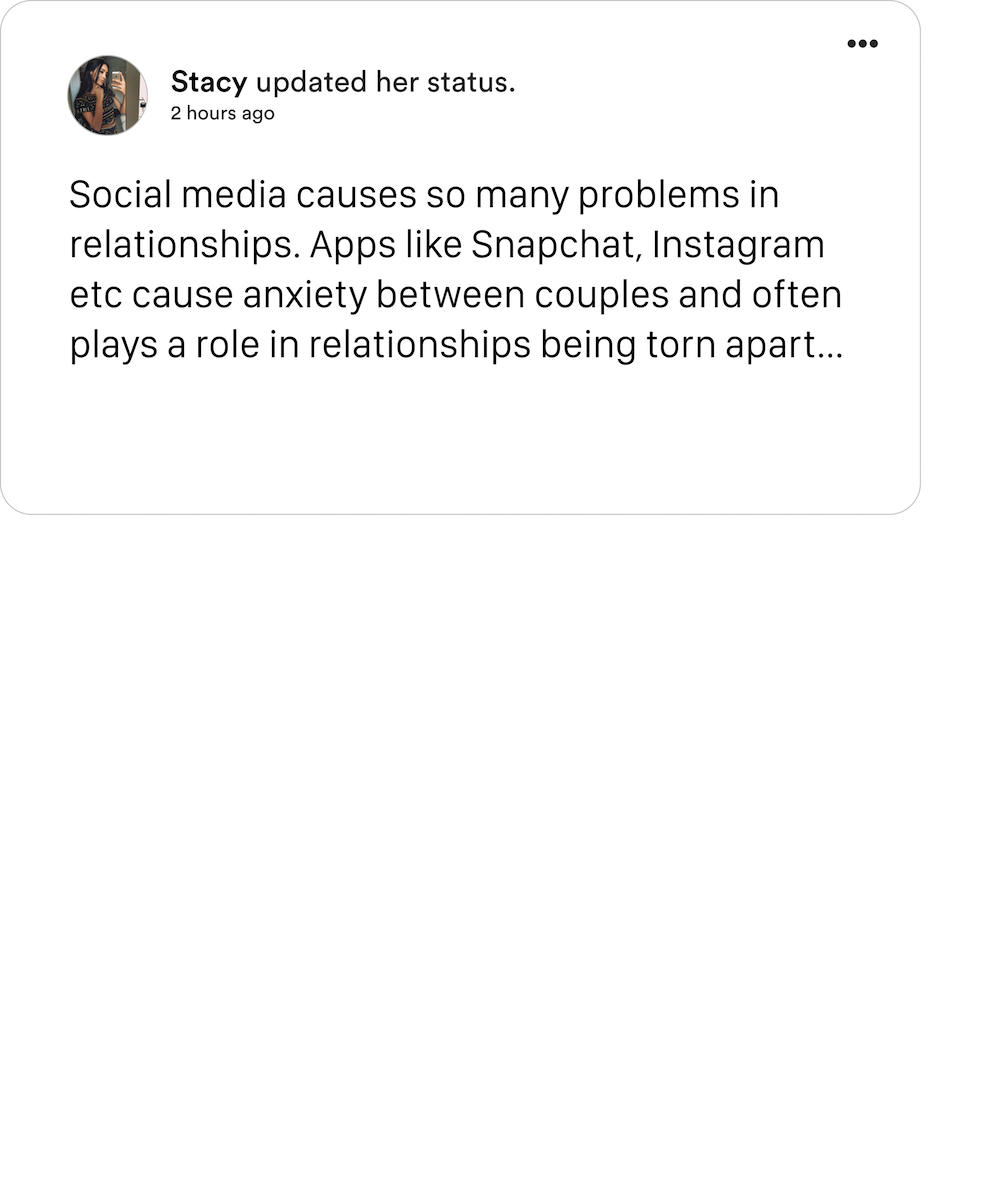 Stacy updated her status.
2 hours ago
Social media causes so many problems in
relationships. Apps like Snapchat, Instagram
etc cause anxiety between couples and often
plays a role in relationships being torn apart...